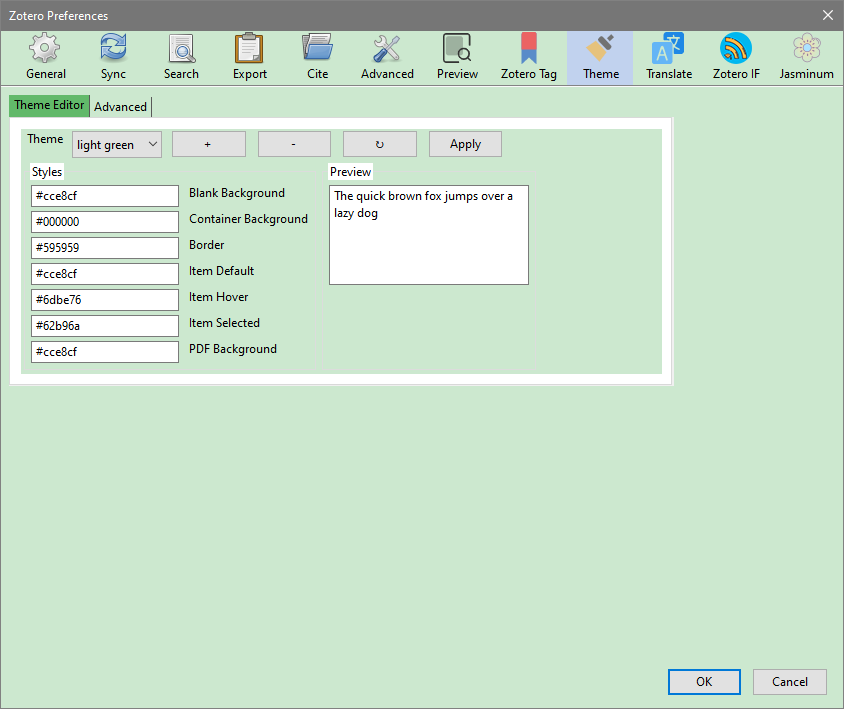 Zotero Preferences
General Sync Search Export Cite Advanced Preview Zotero Tag Theme Translate Zotero IF Jasminum
Theme Editor Advanced
Theme light green + - ↻ Apply
Styles Preview
#cce8cf Blank Background
The quick brown fox jumps over a
lazy dog
#000000 Container Background
#595959 Border
#cce8cf Item Default
#6dbe76 Item Hover
#62b96a Item Selected
#cce8cf PDF Background
OK Cancel